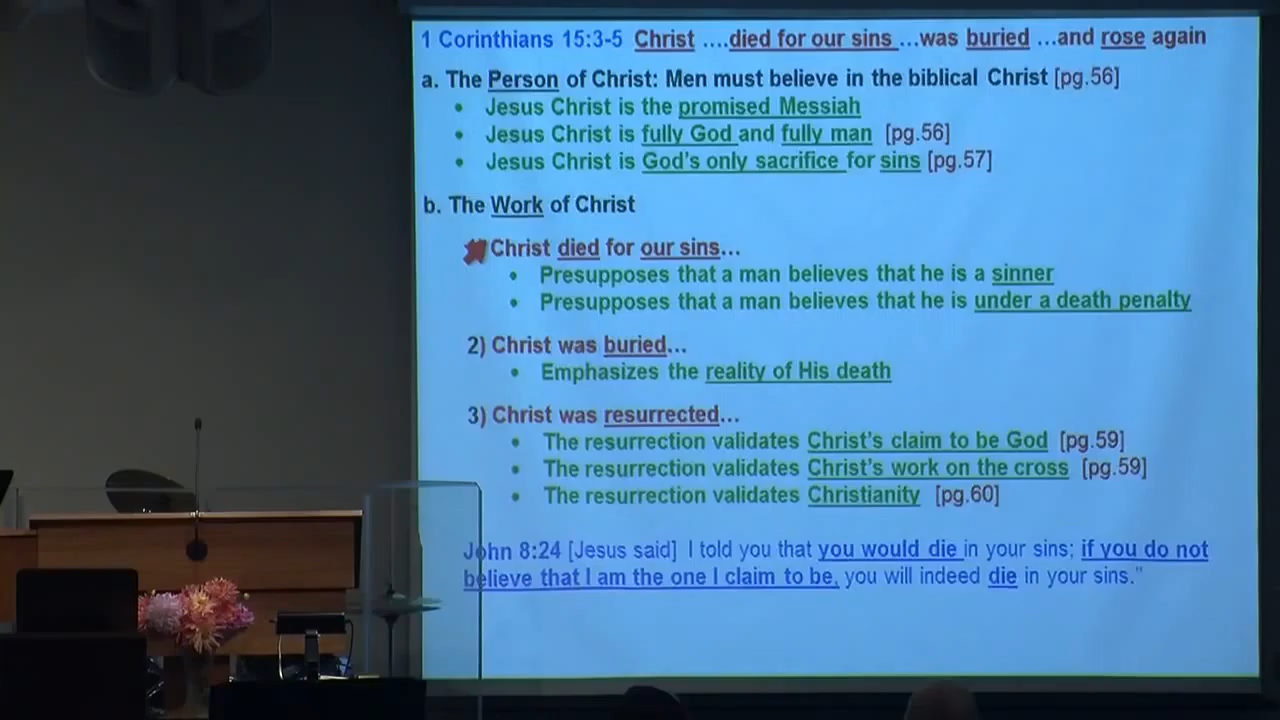 1 Corinthians 15:3-5 Christ ....died for our sins ...was buried ...and rose again
a. The Person of Christ: Men must believe in the biblical Christ [pg.56]
• Jesus Christ is the promised Messiah
• Jesus Christ is fully God and fully man [pg.56]
• Jesus Christ is God's only sacrifice for sins [pg.57]
b. The Work of Christ
Christ died for our sins...
• Presupposes that a man believes that he is a sinner
• Presupposes that a man believes that he is under a death penalty
2) Christ was buried...
• Emphasizes the reality of His death
3) Christ was resurrected...
• The resurrection validates Christ's claim to be God [pg.59]
• The resurrection validates Christ's work on the cross [pg.59]
• The resurrection validates Christianity [pg.60]
John 8:24 [Jesus said] I told you that you would die in your sins; if you do not
believe that I am the one I claim to be, you will indeed die in your sins."